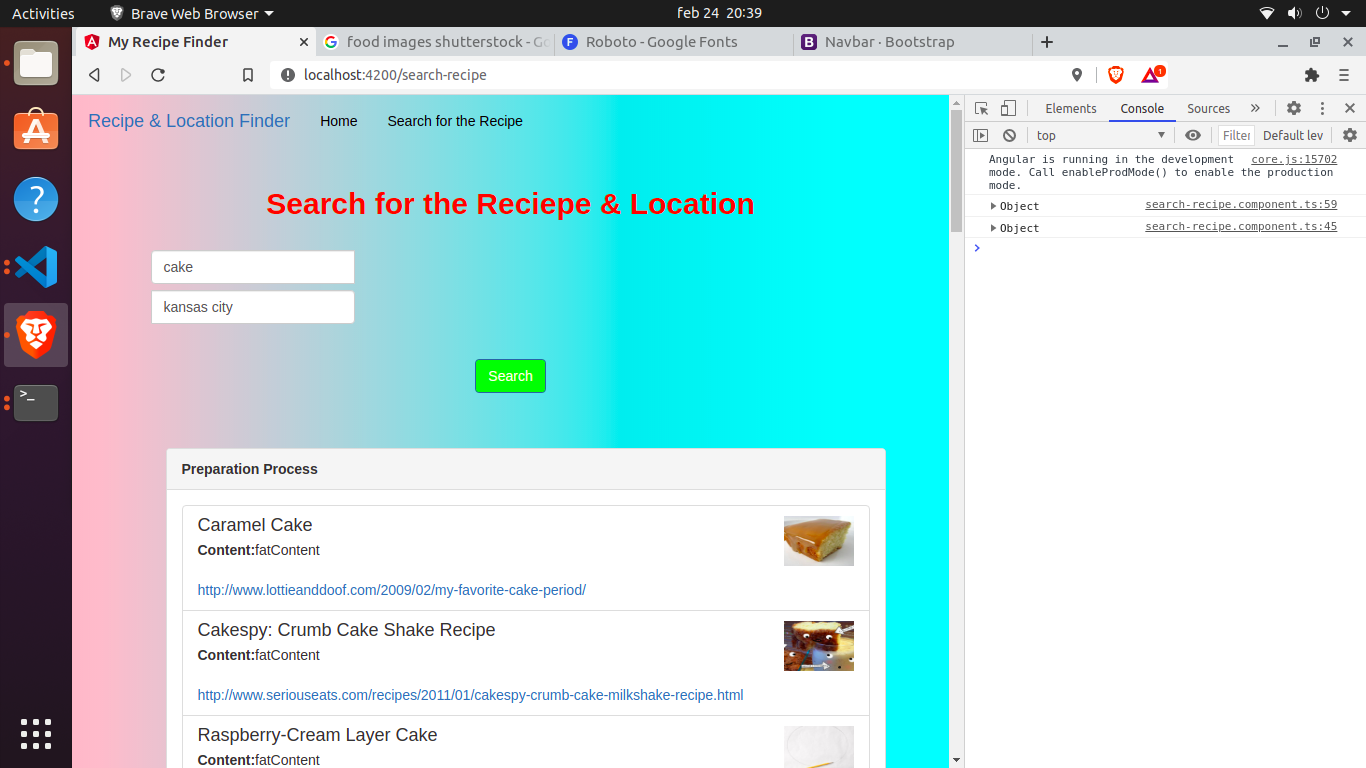 Activities
Brave Web Browser
feb 24 20:39
My Recipe Finder
food images shutterstock - Go
Roboto - Google Fonts
Navbar · Bootstrap
localhost:4200/search-recipe
1
Recipe & Location Finder
Home
Search for the Recipe
Search for the Reciepe & Location
cake
kansas city
Search
Preparation Process
Caramel Cake
Content:fatContent
http://www.lottieanddoof.com/2009/02/my-favorite-cake-period/
Cakespy: Crumb Cake Shake Recipe
Content:fatContent
http://www.seriouseats.com/recipes/2011/01/cakespy-crumb-cake-milkshake-recipe.html
Raspberry-Cream Layer Cake
Content:fatContent
Elements
Console
Sources
top
Filter
Default lev
Angular is running in the development core.js:15702
mode. Call enableProdMode() to enable the production
mode.
Object search-recipe.component.ts:59
Object search-recipe.component.ts:45